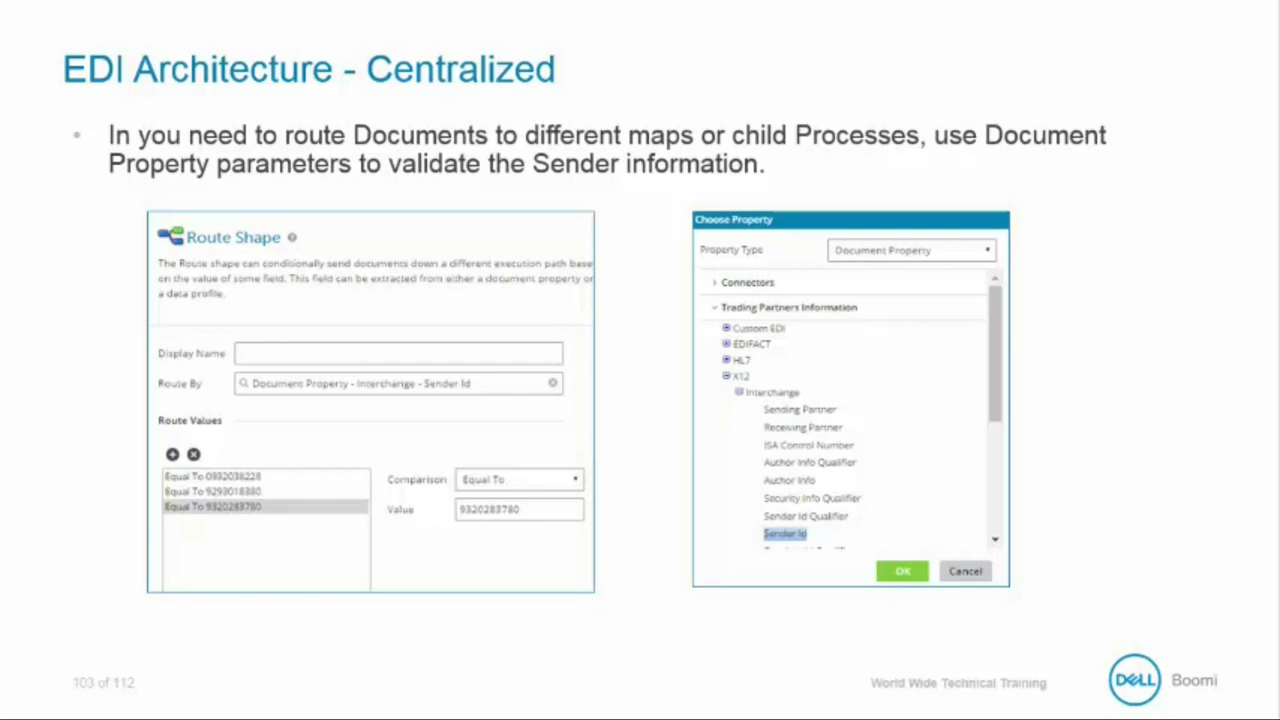 EDI Architecture - Centralized
• In you need to route Documents to different maps or child Processes, use Document
Property parameters to validate the Sender information.
Route Shape
The Route shape can conditionally send documents down a different execution path base
on the value of some field. This field can be extracted from either a document property or
a data profile.
Display Name
Route By
Document Property - Interchange - Sender Id
Route Values
Equal To 0932038228
Equal To 9293018380
Equal To 9320283780
Comparison
Equal To
Value
9320283780
Choose Property
Property Type
Document Property
Connectors
Trading Partners Information
Custom EDI
EDIFACT
HL7
X12
Interchange
Sending Partner
Receiving Partner
ISA Control Number
Author Info Qualifier
Author Info
Security Info Qualifier
Sender Id Qualifier
Sender Id
OK
Cancel
103 of 112
World Wide Technical Training
DELL
Boomi